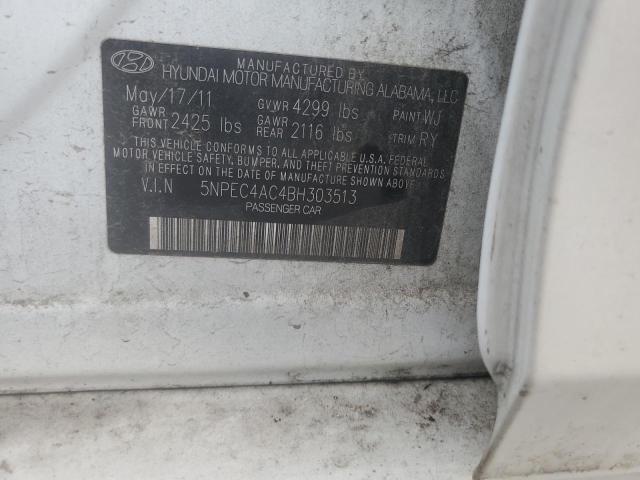 MANUFACTURED BY
HYUNDAI MOTOR MANUFACTURING ALABAMA, LLC
May/17/11 GVWR 4299 lbs PAINT WJ
GAWR FRONT 2425 lbs GAWR REAR 2116 lbs TRIM RY
THIS VEHICLE CONFORMS TO ALL APPLICABLE U.S.A. FEDERAL
MOTOR VEHICLE SAFETY, BUMPER, AND THEFT PREVENTION STANDARDS
IN EFFECT ON THE DATE OF MANUFACTURE SHOWN ABOVE.
V.I.N 5NPEC4AC4BH303513
PASSENGER CAR